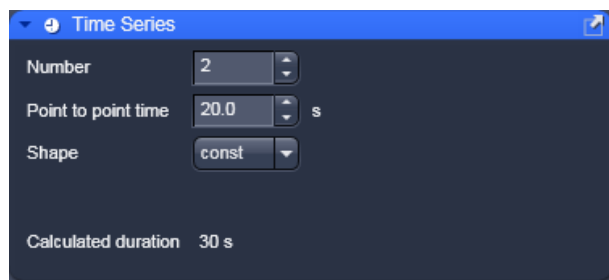 Time Series
Number 2
Point to point time 20.0 s
Shape const
Calculated duration 30 s